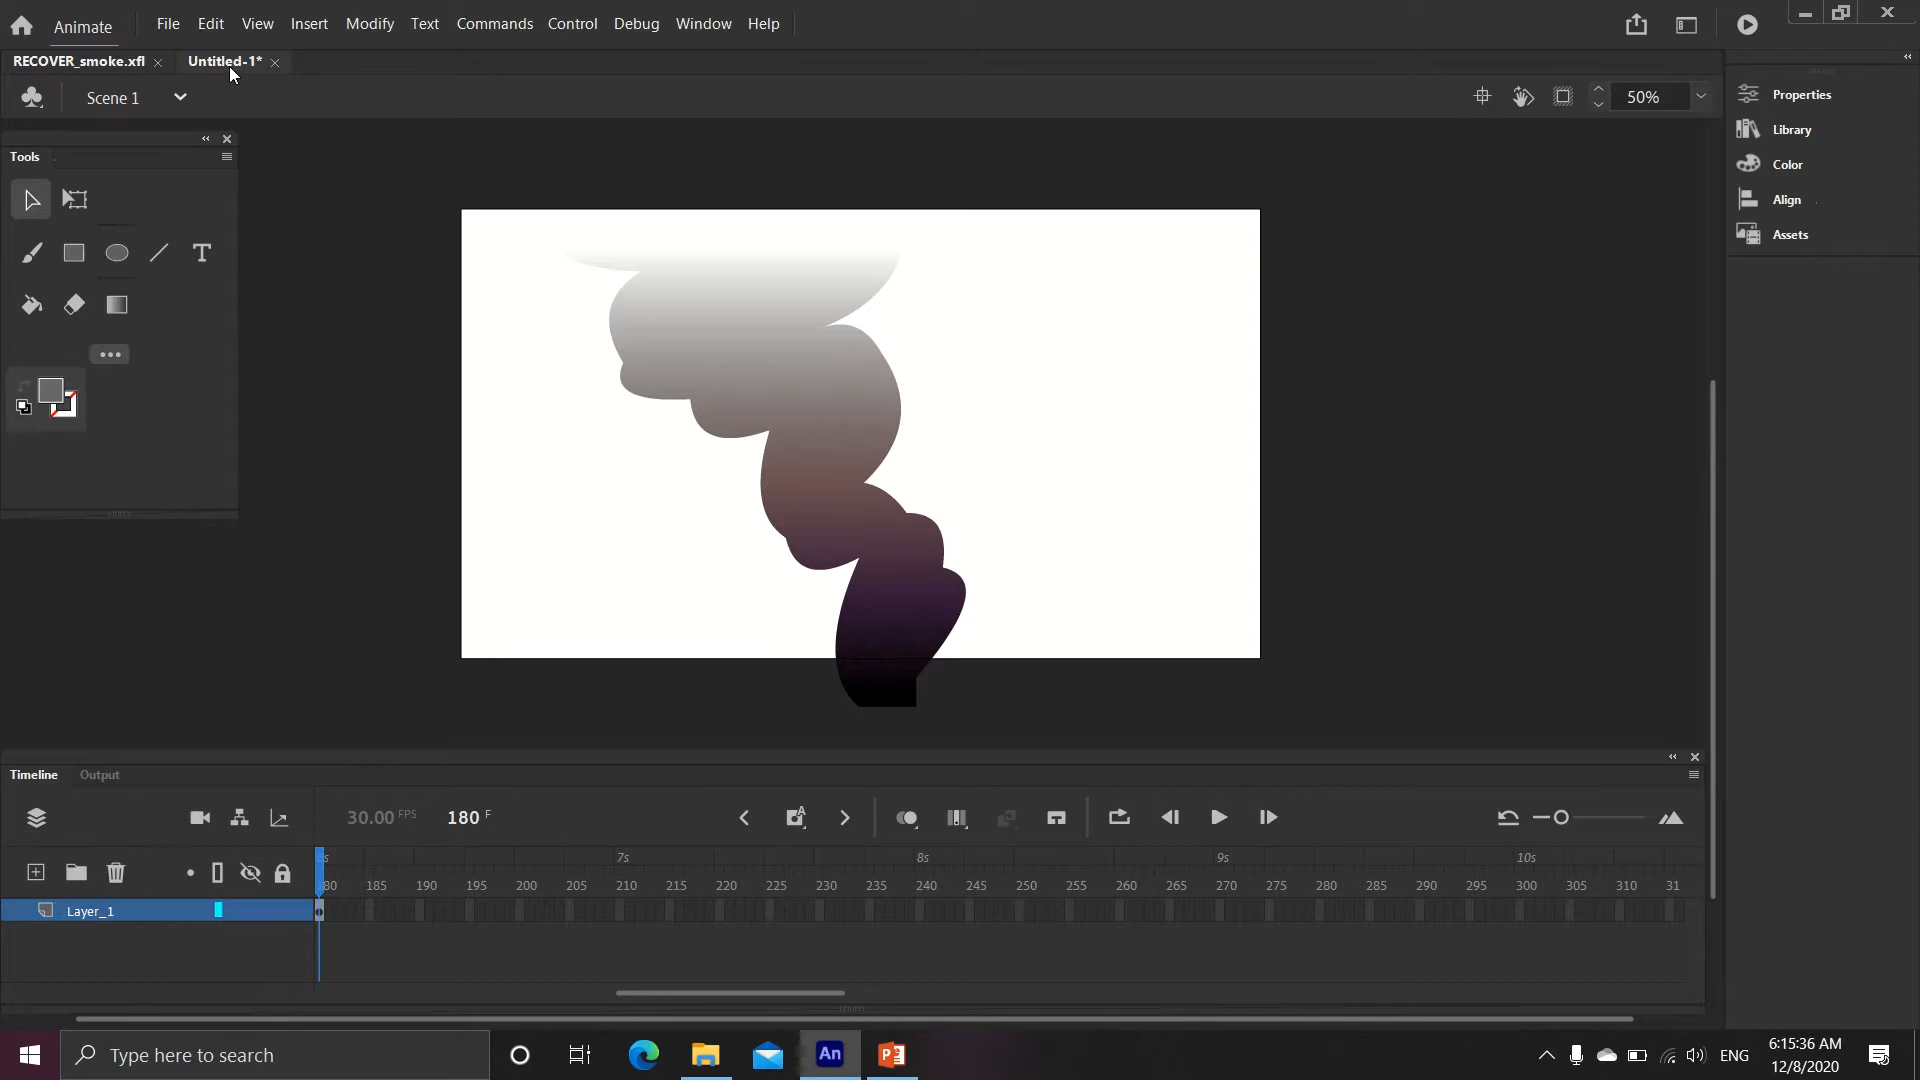 Animate File Edit View Insert Modify Text Commands Control Debug Window Help
RECOVER_smoke.xfl Untitled-1*
Scene 1 50%
Tools
Properties
Library
Color
Align
Assets
T
Timeline Output
30.00 FPS 180 F
7s 8s 9s 10s
185 190 195 200 205 210 215 220 225 230 235 240 245 250 255 260 265 270 275 280 285 290 295 300 305 310 31
Layer_1
Type here to search An ENG 6:15:36 AM
12/8/2020